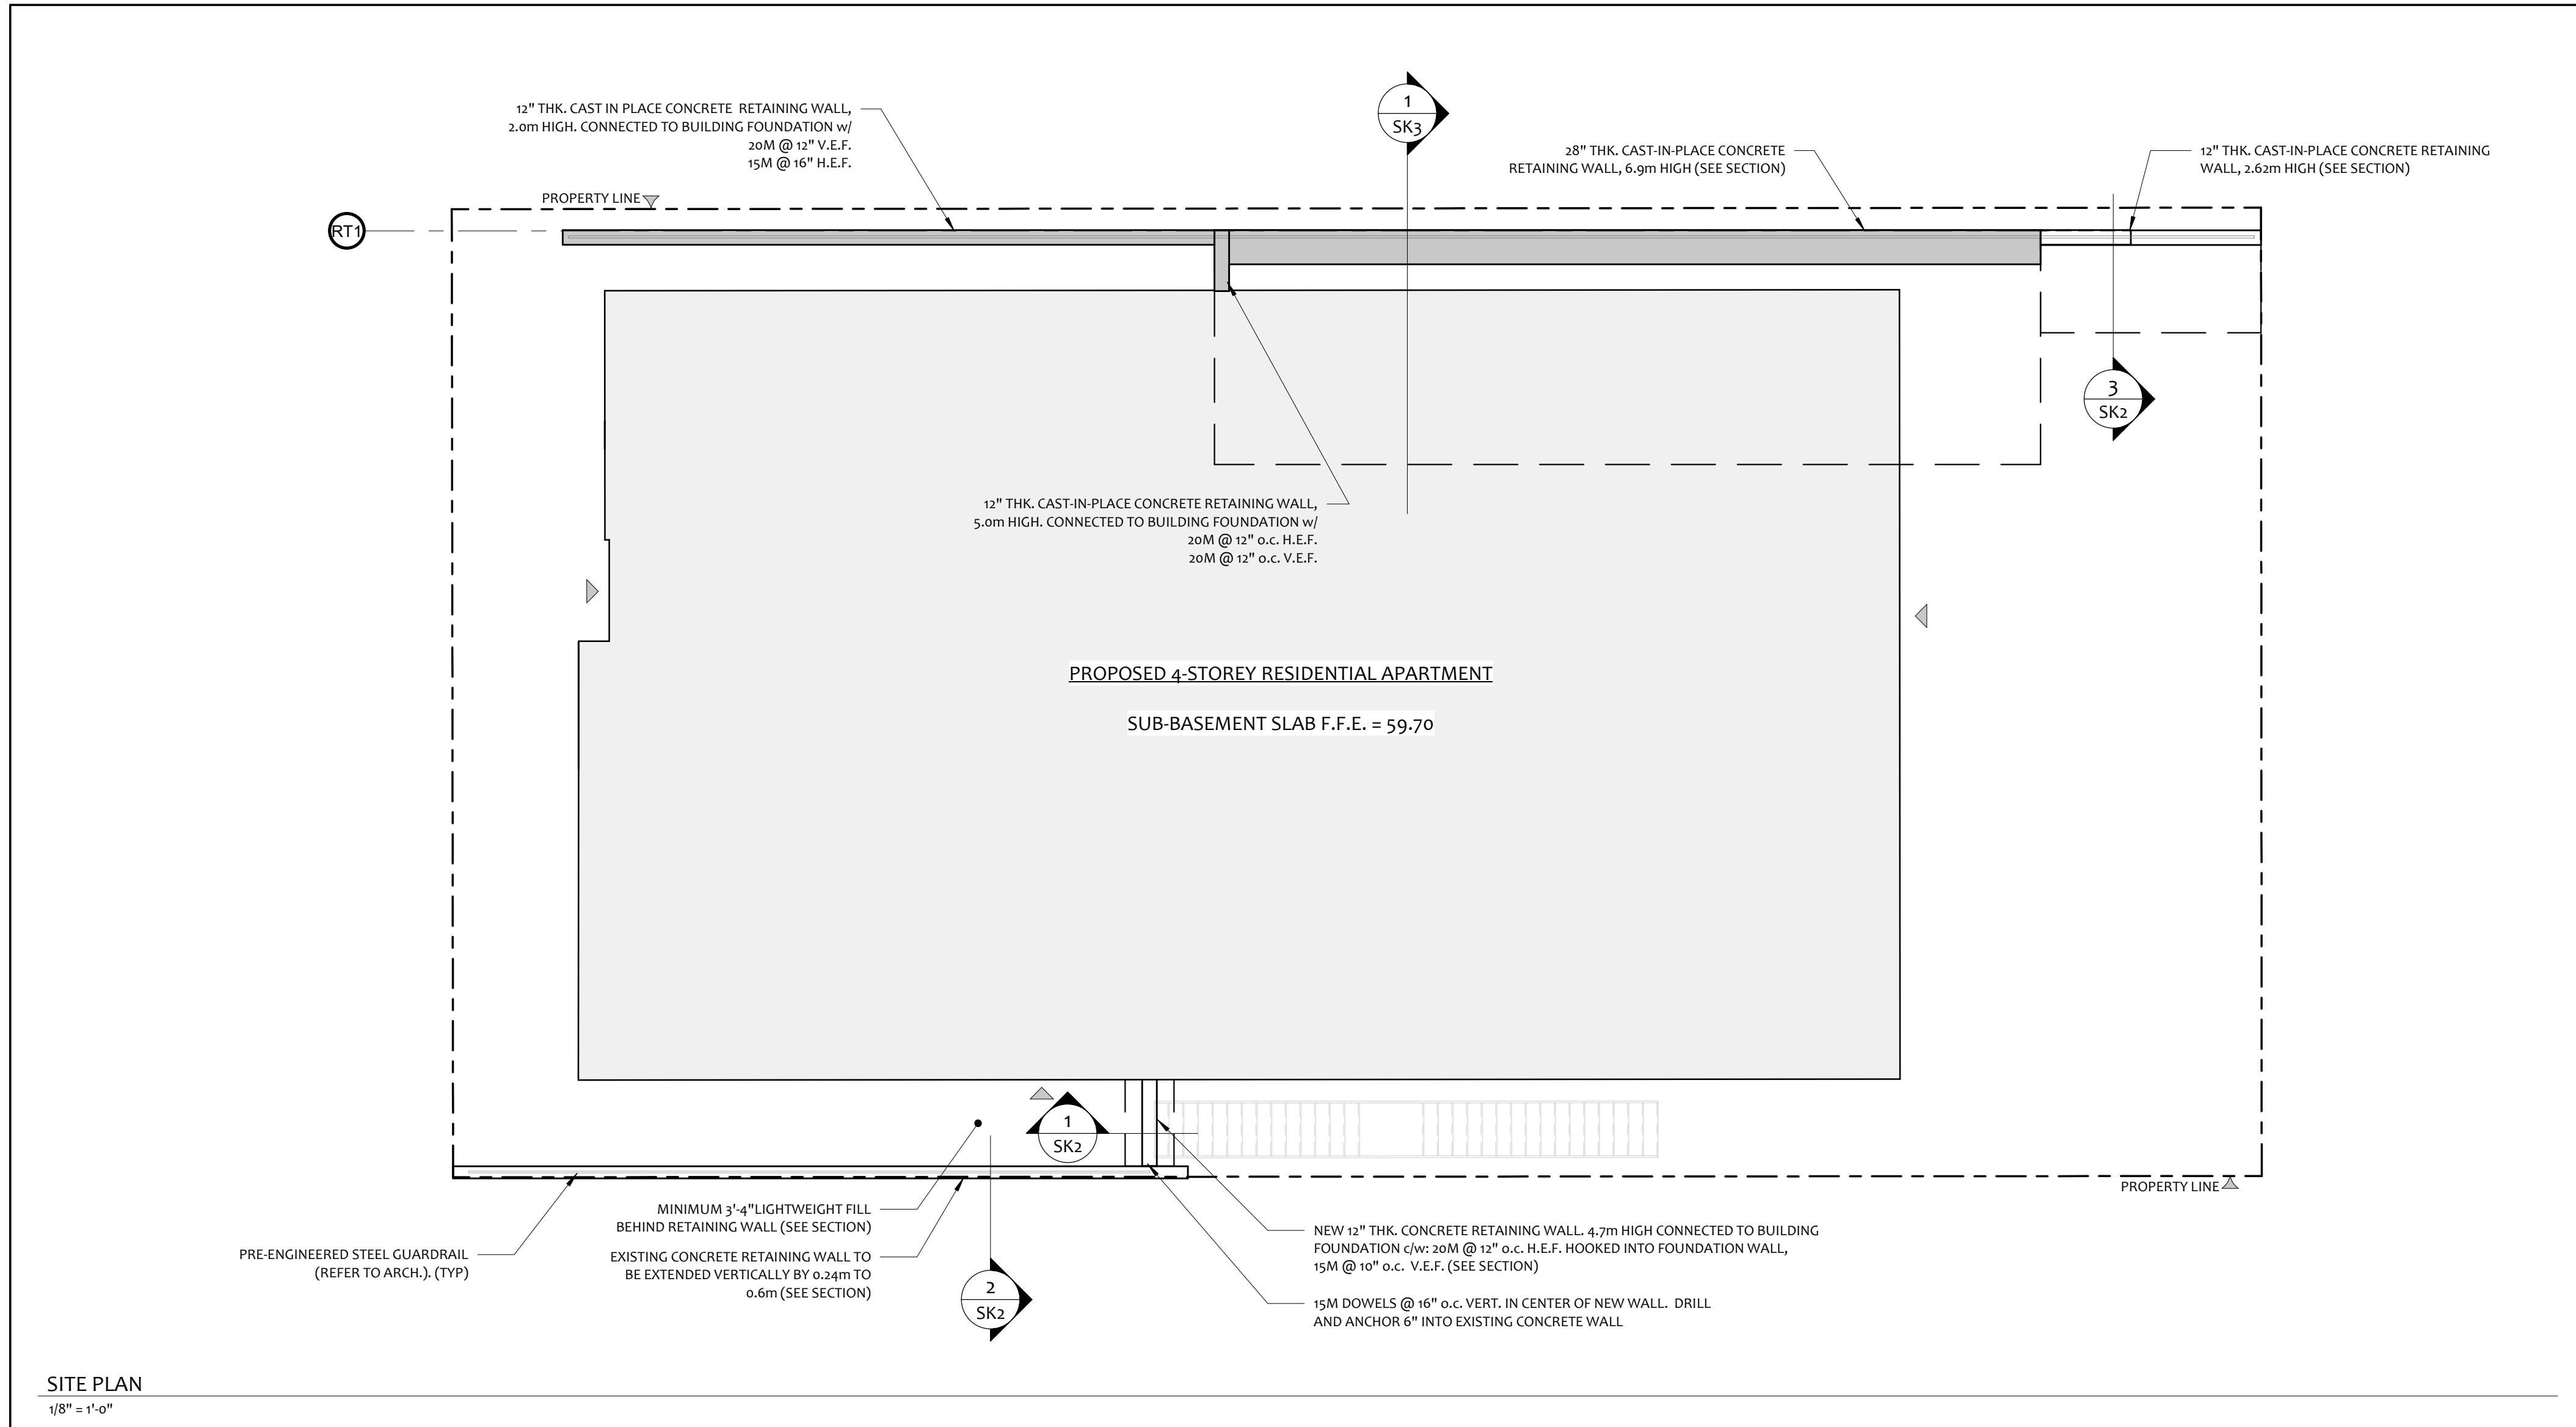 12" THK. CAST IN PLACE CONCRETE RETAINING WALL,
2.0m HIGH. CONNECTED TO BUILDING FOUNDATION w/
20M @ 12" V.E.F.
15M @ 16" H.E.F.
1
SK3
28" THK. CAST-IN-PLACE CONCRETE
RETAINING WALL, 6.9m HIGH (SEE SECTION)
12" THK. CAST-IN-PLACE CONCRETE RETAINING
WALL, 2.62m HIGH (SEE SECTION)
PROPERTY LINE
RT1
3
SK2
12" THK. CAST-IN-PLACE CONCRETE RETAINING WALL,
5.0m HIGH. CONNECTED TO BUILDING FOUNDATION w/
20M @ 12" o.c. H.E.F.
20M @ 12" o.c. V.E.F.
PROPOSED 4-STOREY RESIDENTIAL APARTMENT
SUB-BASEMENT SLAB F.F.E. = 59.70
1
SK2
PROPERTY LINE
MINIMUM 3'-4"LIGHTWEIGHT FILL
BEHIND RETAINING WALL (SEE SECTION)
PRE-ENGINEERED STEEL GUARDRAIL
(REFER TO ARCH.). (TYP)
EXISTING CONCRETE RETAINING WALL TO
BE EXTENDED VERTICALLY BY 0.24m TO
0.6m (SEE SECTION)
2
SK2
NEW 12" THK. CONCRETE RETAINING WALL. 4.7m HIGH CONNECTED TO BUILDING
FOUNDATION c/w: 20M @ 12" o.c. H.E.F. HOOKED INTO FOUNDATION WALL,
15M @ 10" o.c. V.E.F. (SEE SECTION)
15M DOWELS @ 16" o.c. VERT. IN CENTER OF NEW WALL. DRILL
AND ANCHOR 6" INTO EXISTING CONCRETE WALL
SITE PLAN
1/8" = 1'-0"